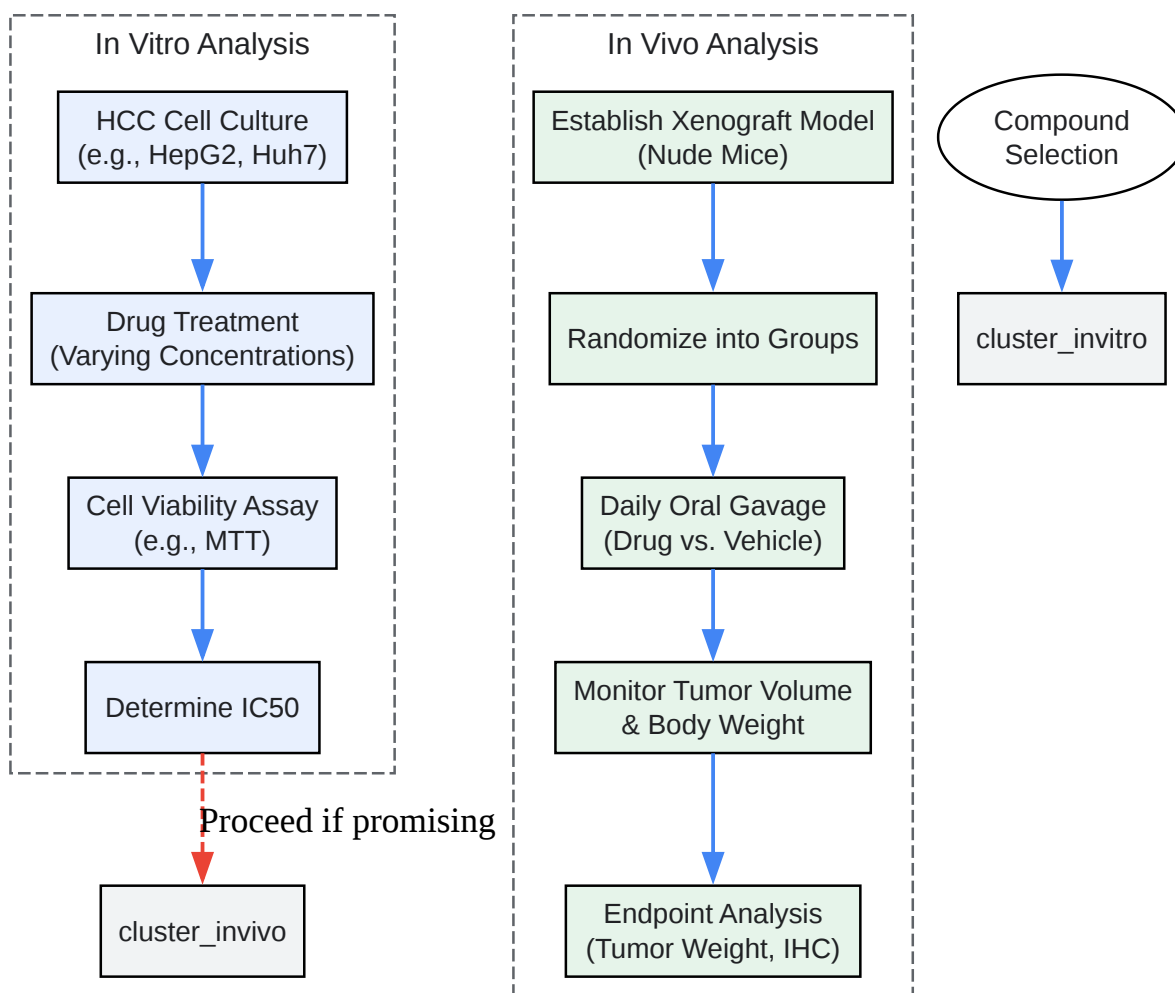 In Vitro Analysis
HCC Cell Culture
(e.g., HepG2, Huh7)
Drug Treatment
(Varying Concentrations)
Cell Viability Assay
(e.g., MTT)
Determine IC50
Proceed if promising
cluster_invivo
In Vivo Analysis
Establish Xenograft Model
(Nude Mice)
Randomize into Groups
Daily Oral Gavage
(Drug vs. Vehicle)
Monitor Tumor Volume
& Body Weight
Endpoint Analysis
(Tumor Weight, IHC)
Compound
Selection
cluster_invitro